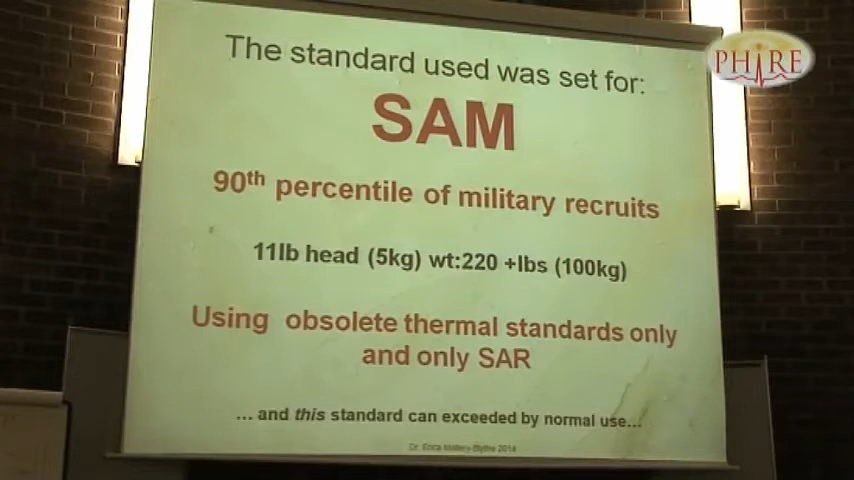 The standard used was set for:
PHIRE
SAM
90th percentile of military recruits
11lb head (5kg) wt:220 +lbs (100kg)
Using obsolete thermal standards only
and only SAR
... and this standard can exceeded by normal use...
Dr. Erica Mallery-Blythe 2014